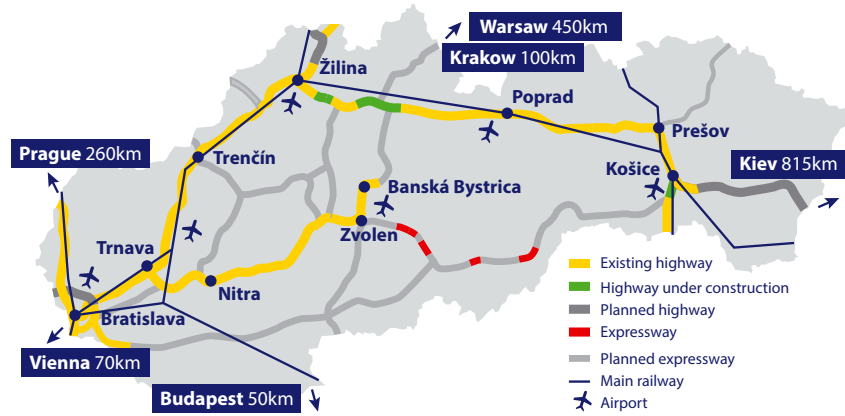 Warsaw 450km
Krakow 100km
Žilina
Poprad
Prešov
Trenčín
Prague 260km
Košice
Kiev 815km
Banská Bystrica
Zvolen
Trnava
Nitra
Bratislava
Vienna 70km
Budapest 50km
Existing highway
Highway under construction
Planned highway
Expressway
Planned expressway
Main railway
Airport